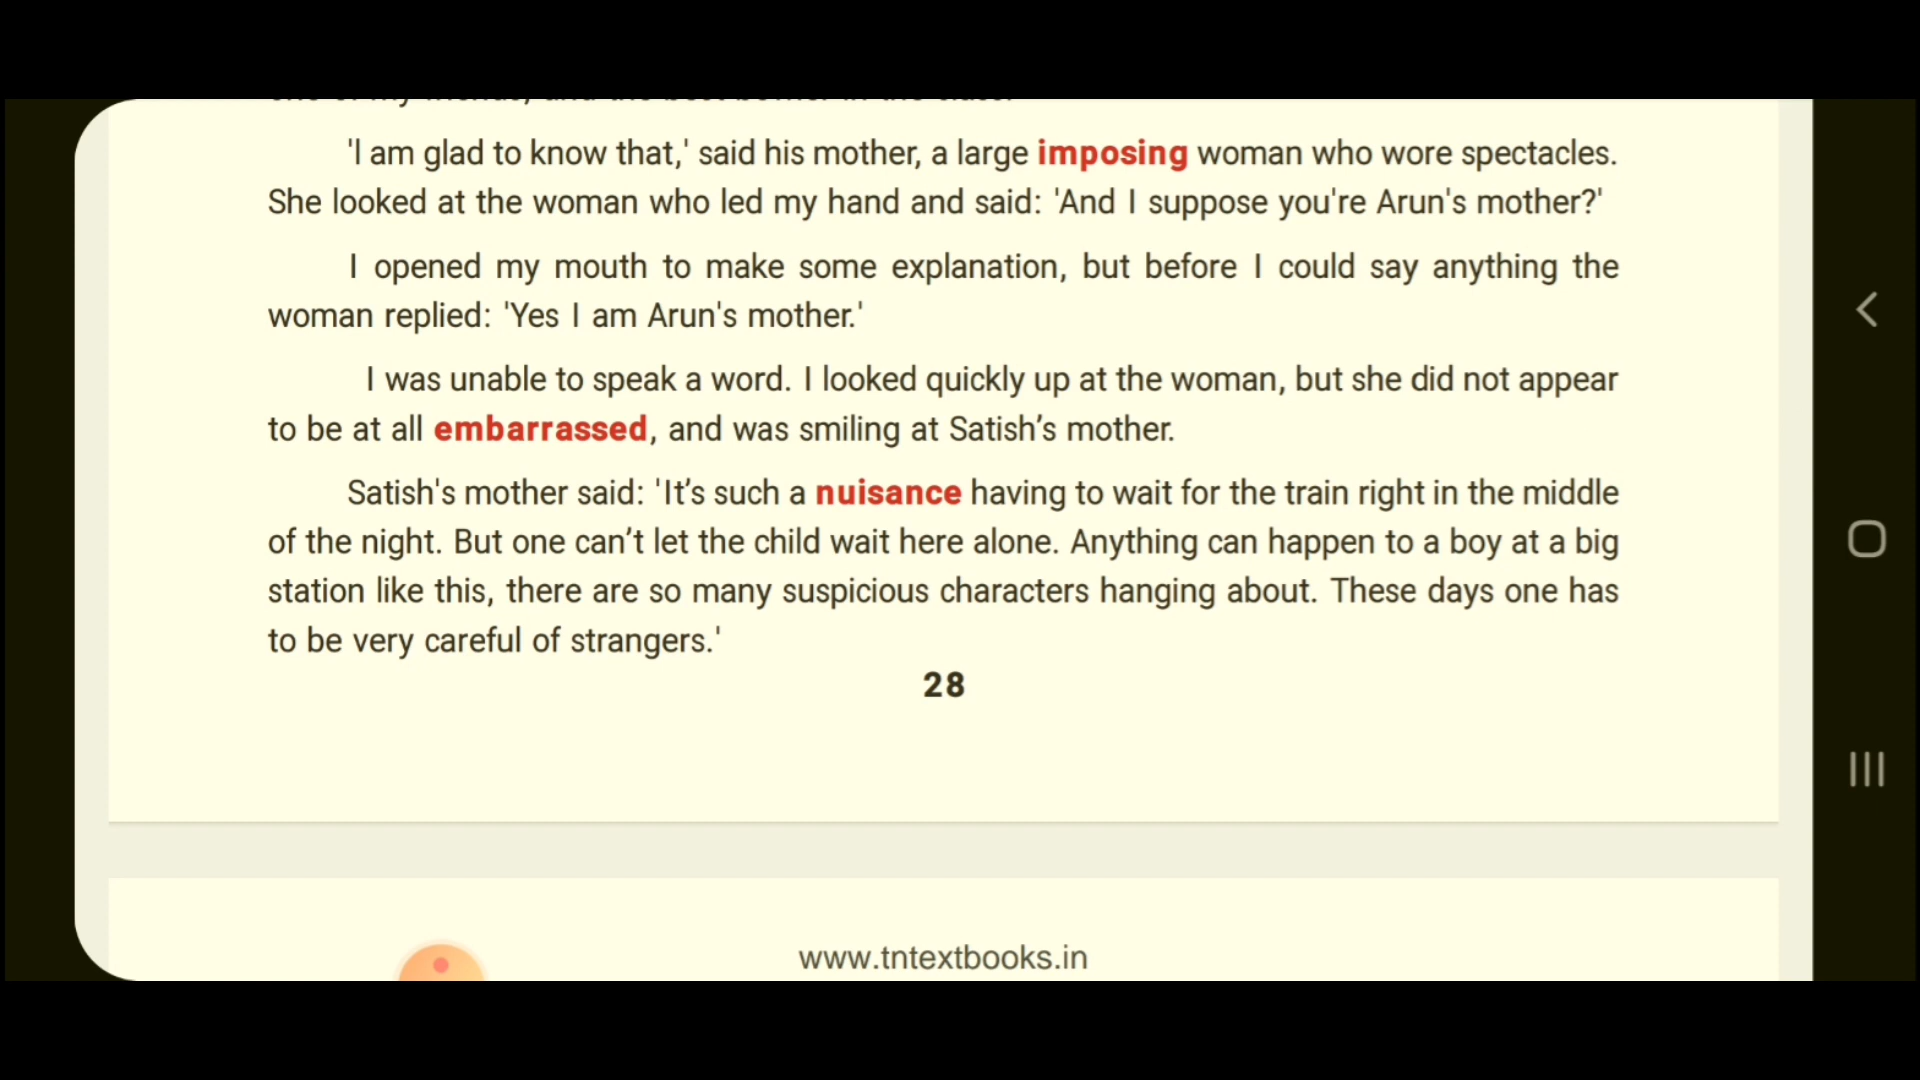 'I am glad to know that,' said his mother, a large imposing woman who wore spectacles.
She looked at the woman who led my hand and said: 'And I suppose you're Arun's mother?'
I opened my mouth to make some explanation, but before I could say anything the
woman replied: 'Yes I am Arun's mother.'
I was unable to speak a word. I looked quickly up at the woman, but she did not appear
to be at all embarrassed, and was smiling at Satish’s mother.
Satish's mother said: 'It’s such a nuisance having to wait for the train right in the middle
of the night. But one can’t let the child wait here alone. Anything can happen to a boy at a big
station like this, there are so many suspicious characters hanging about. These days one has
to be very careful of strangers.'
28
www.tntextbooks.in